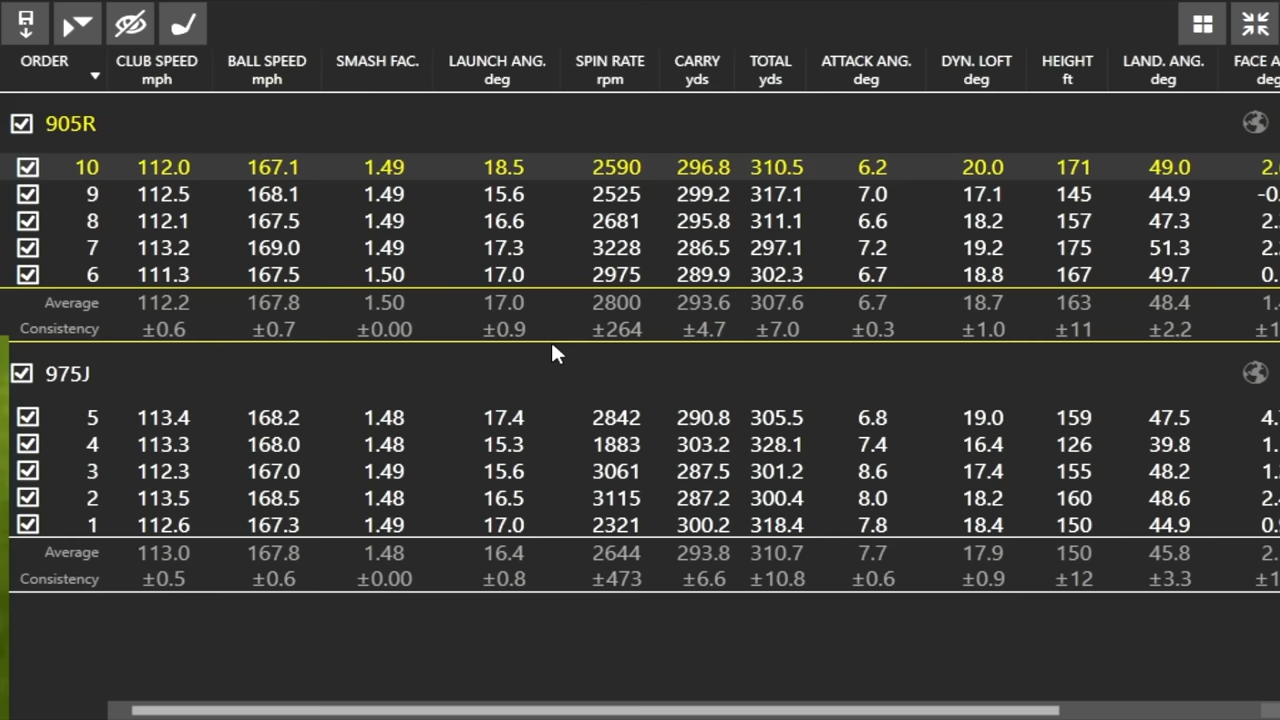 ORDER CLUB SPEED BALL SPEED SMASH FAC. LAUNCH ANG. SPIN RATE CARRY TOTAL ATTACK ANG. DYN. LOFT HEIGHT LAND. ANG. FACE A
mph mph deg rpm yds yds deg deg ft deg deg
905R
10 112.0 167.1 1.49 18.5 2590 296.8 310.5 6.2 20.0 171 49.0 2.
9 112.5 168.1 1.49 15.6 2525 299.2 317.1 7.0 17.1 145 44.9 -0.
8 112.1 167.5 1.49 16.6 2681 295.8 311.1 6.6 18.2 157 47.3 2.
7 113.2 169.0 1.49 17.3 3228 286.5 297.1 7.2 19.2 175 51.3 2.
6 111.3 167.5 1.50 17.0 2975 289.9 302.3 6.7 18.8 167 49.7 0.
Average 112.2 167.8 1.50 17.0 2800 293.6 307.6 6.7 18.7 163 48.4 1.
Consistency ±0.6 ±0.7 ±0.00 ±0.9 ±264 ±4.7 ±7.0 ±0.3 ±1.0 ±11 ±2.2 ±1
975J
5 113.4 168.2 1.48 17.4 2842 290.8 305.5 6.8 19.0 159 47.5 4.
4 113.3 168.0 1.48 15.3 1883 303.2 328.1 7.4 16.4 126 39.8 1.
3 112.3 167.0 1.49 15.6 3061 287.5 301.2 8.6 17.4 155 48.2 1.
2 113.5 168.5 1.48 16.5 3115 287.2 300.4 8.0 18.2 160 48.6 2.
1 112.6 167.3 1.49 17.0 2321 300.2 318.4 7.8 18.4 150 44.9 0.
Average 113.0 167.8 1.48 16.4 2644 293.8 310.7 7.7 17.9 150 45.8 2.
Consistency ±0.5 ±0.6 ±0.00 ±0.8 ±473 ±6.6 ±10.8 ±0.6 ±0.9 ±12 ±3.3 ±1